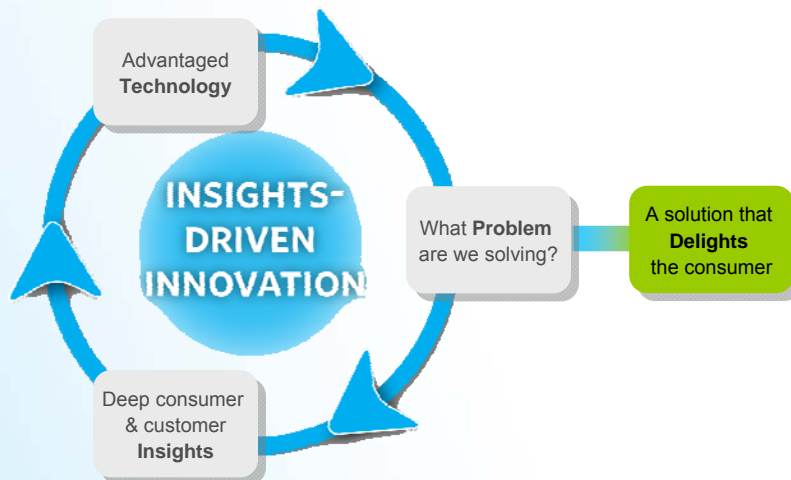 Advantaged
Technology
INSIGHTS-
DRIVEN
INNOVATION
What Problem
are we solving?
A solution that
Delights
the consumer
Deep consumer
& customer
Insights